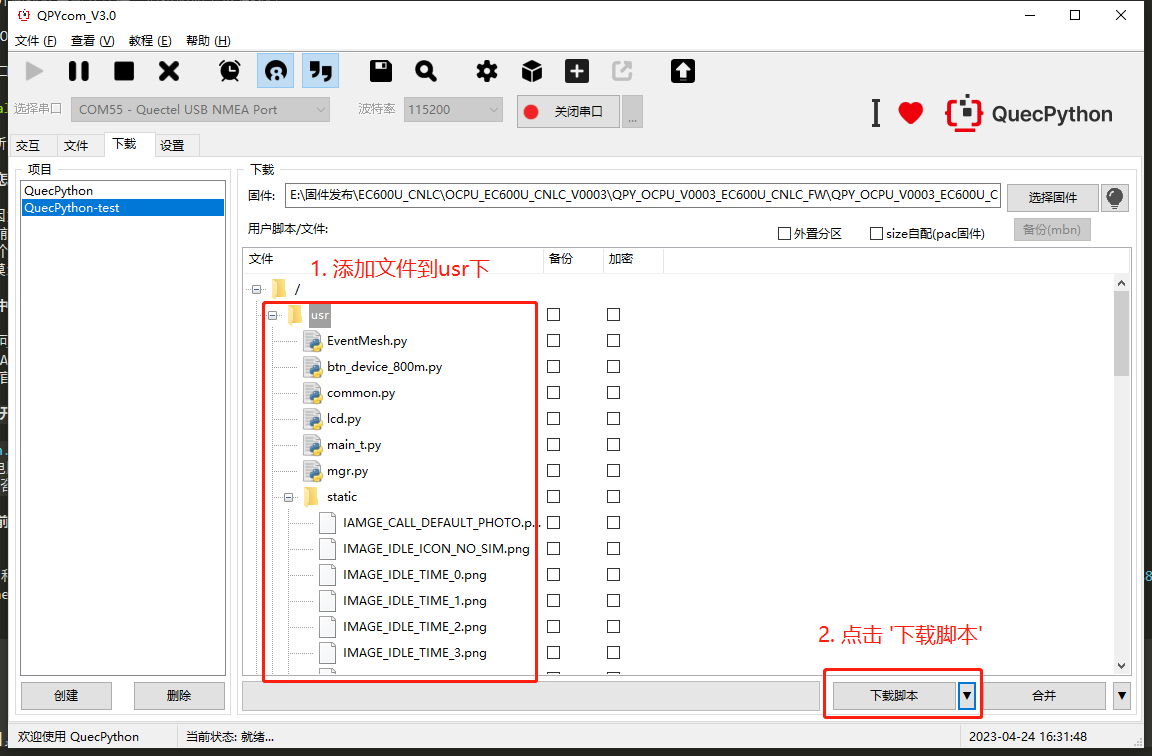 QPYcom_V3.0
文件 (F) 查看 (V) 教程 (E) 帮助 (H)
选择串口 COM55 - Quectel USB NMEA Port 波特率 115200 关闭串口 ... QuecPython
交互 文件 下载 设置
项目
QuecPython
QuecPython-test
创建 删除
下载
固件: E:\固件发布\EC600U_CNLC\OCPU_EC600U_CNLC_V0003\QPY_OCPU_V0003_EC600U_CNLC_FW\QPY_OCPU_V0003_EC600U_C 选择固件
用户脚本/文件: 外置分区 size自配(pac固件) 备份(mbn)
文件 备份 加密
1. 添加文件到usr下
/
usr
EventMesh.py
btn_device_800m.py
common.py
lcd.py
main_t.py
mgr.py
static
IAMGE_CALL_DEFAULT_PHOTO.p...
IMAGE_IDLE_ICON_NO_SIM.png
IMAGE_IDLE_TIME_0.png
IMAGE_IDLE_TIME_1.png
IMAGE_IDLE_TIME_2.png
IMAGE_IDLE_TIME_3.png
2. 点击 '下载脚本'
下载脚本 合并
欢迎使用 QuecPython 当前状态: 就绪... 2023-04-24 16:31:48